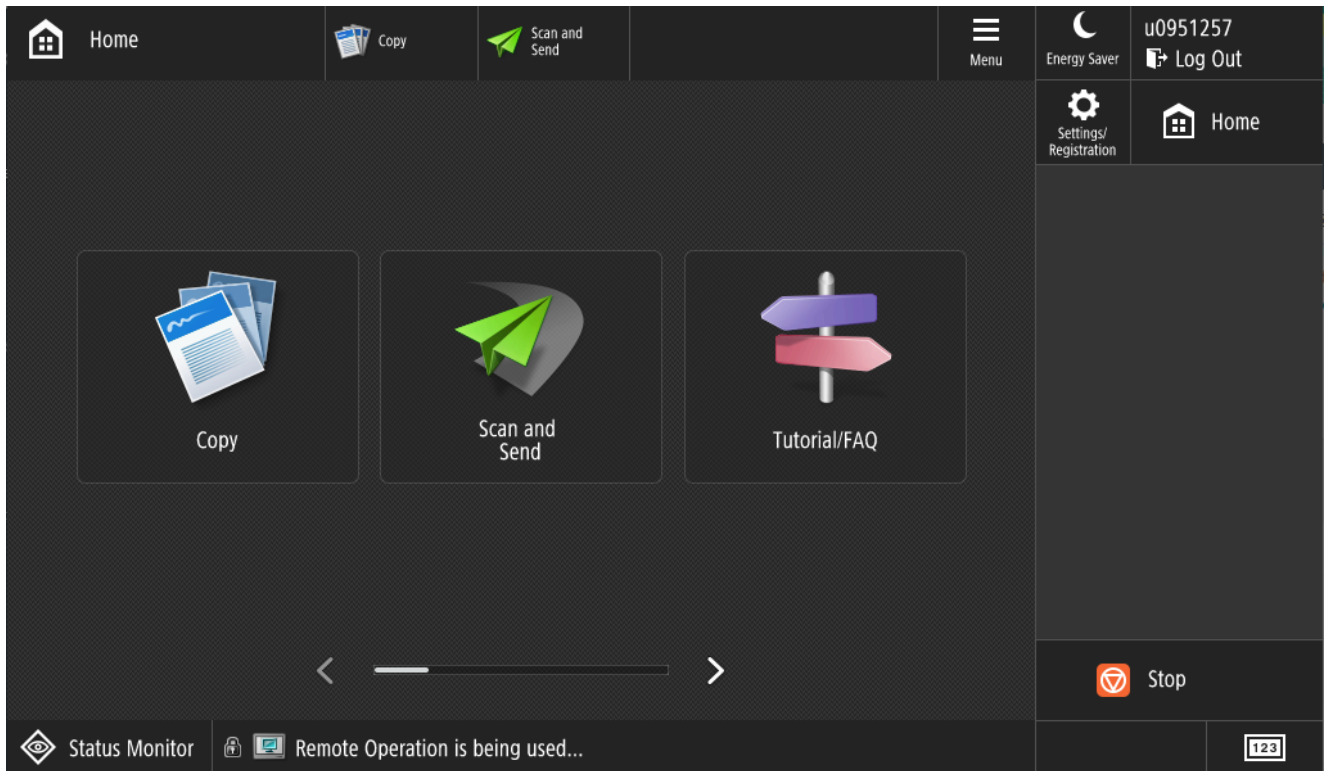 Home
Copy
Scan and
Send
Menu
Energy Saver
u0951257
Log Out
Settings/
Registration
Home
Copy
Scan and
Send
Tutorial/FAQ
Stop
Status Monitor
Remote Operation is being used...
123